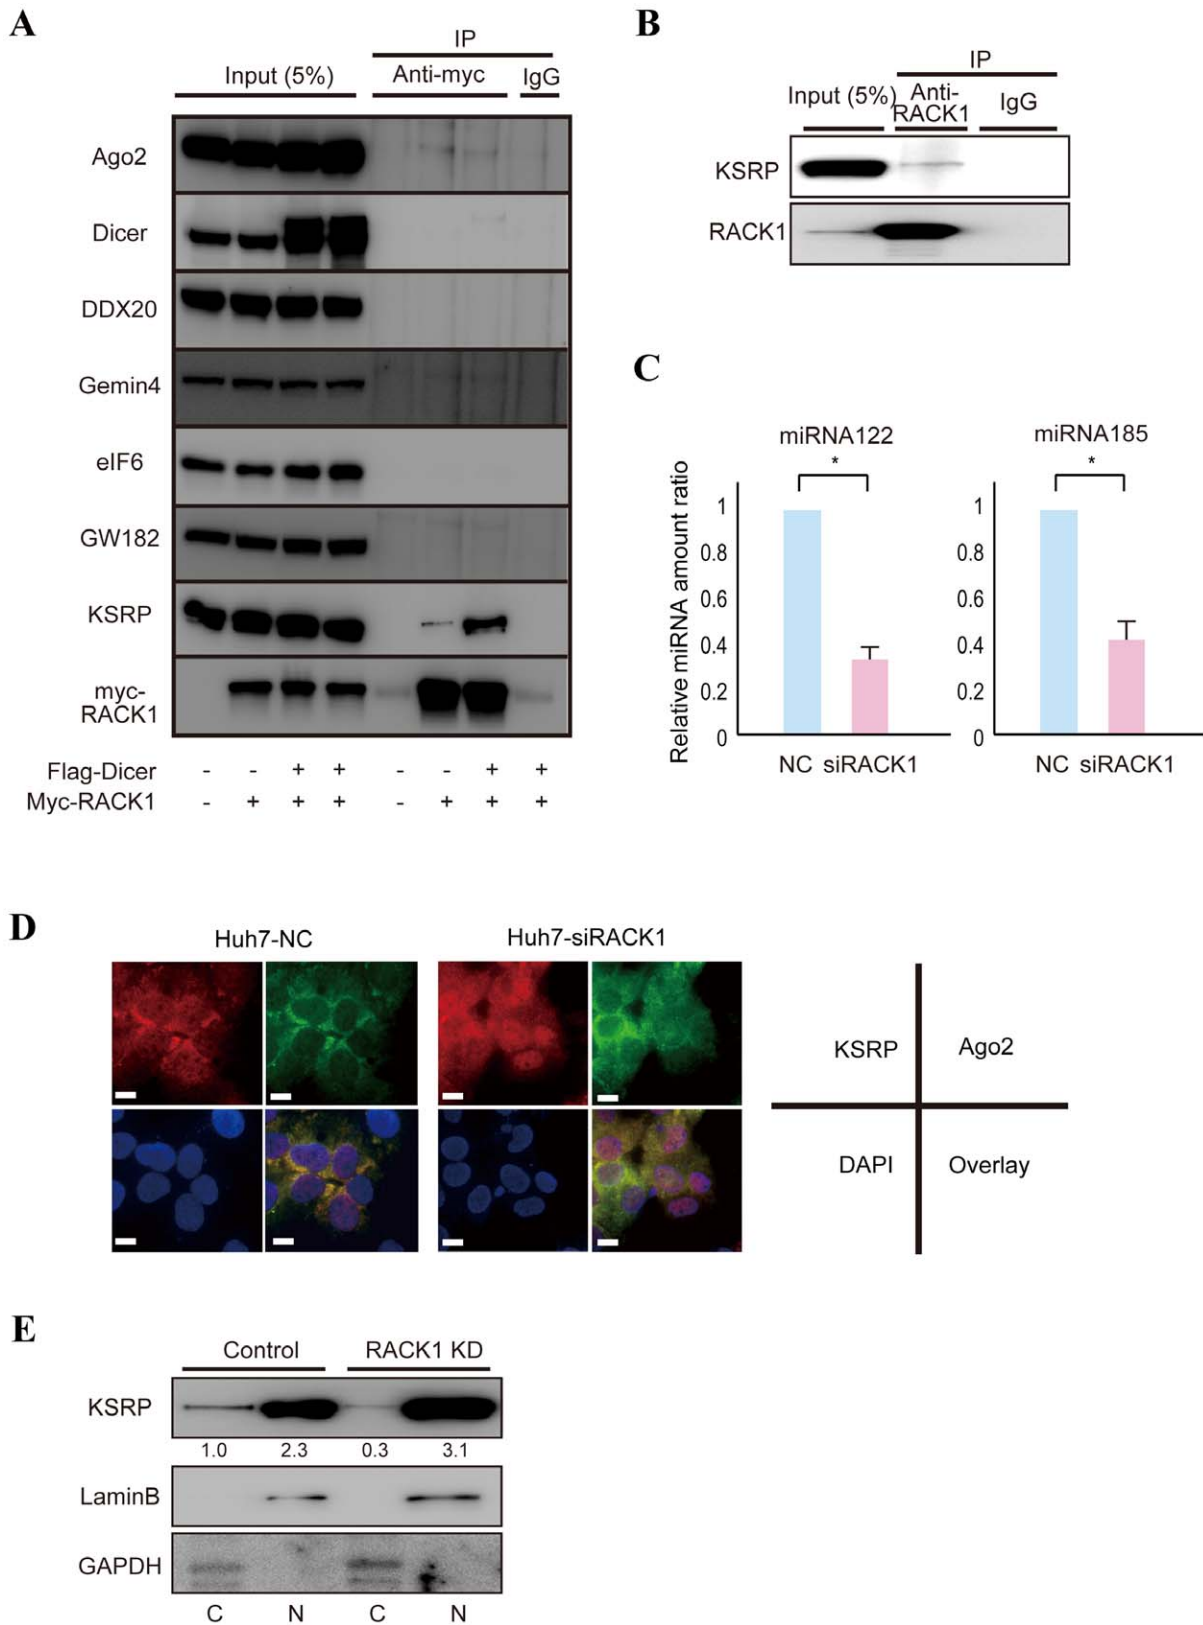 A
IP
Input (5%)
Anti-myc
IgG
Ago2
Dicer
DDX20
Gemin4
eIF6
GW182
KSRP
myc-
RACK1
Flag-Dicer - - + + - - + +
Myc-RACK1 - + + + - + + +
B
IP
Input (5%)
Anti-
RACK1
IgG
KSRP
RACK1
C
miRNA122
*
Relative miRNA amount ratio
1
0.8
0.6
0.4
0.2
0
NC siRACK1
miRNA185
*
1
0.8
0.6
0.4
0.2
0
NC siRACK1
D
Huh7-NC
Huh7-siRACK1
KSRP
Ago2
DAPI
Overlay
E
Control
RACK1 KD
KSRP
1.0 2.3 0.3 3.1
LaminB
GAPDH
C N C N